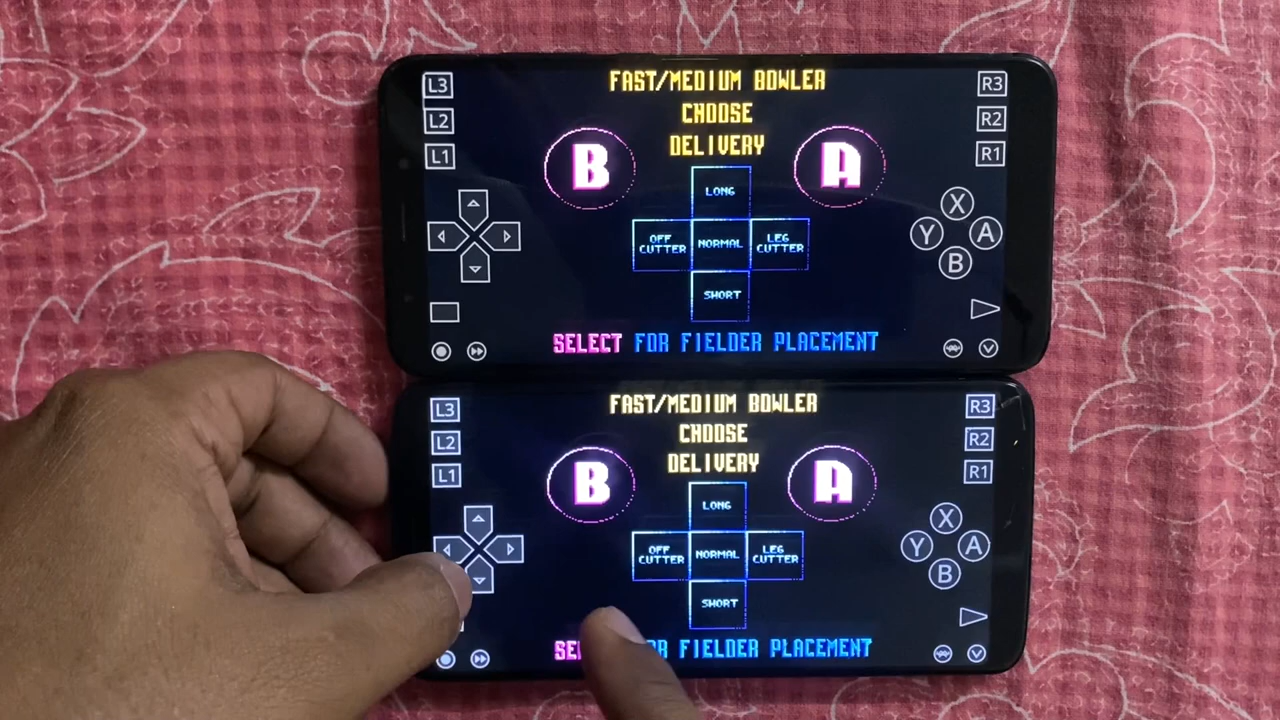 L3
FAST/MEDIUM BOWLER
R3
L2
CHOOSE
R2
L1
DELIVERY
R1
B
A
LONG
X
Y
A
B
OFF CUTTER
NORMAL
LEG CUTTER
SHORT
SELECT FOR FIELDER PLACEMENT
L3
FAST/MEDIUM BOWLER
R3
L2
CHOOSE
R2
L1
DELIVERY
R1
B
A
LONG
X
Y
A
B
OFF CUTTER
NORMAL
LEG CUTTER
SHORT
FIELDER PLACEMENT